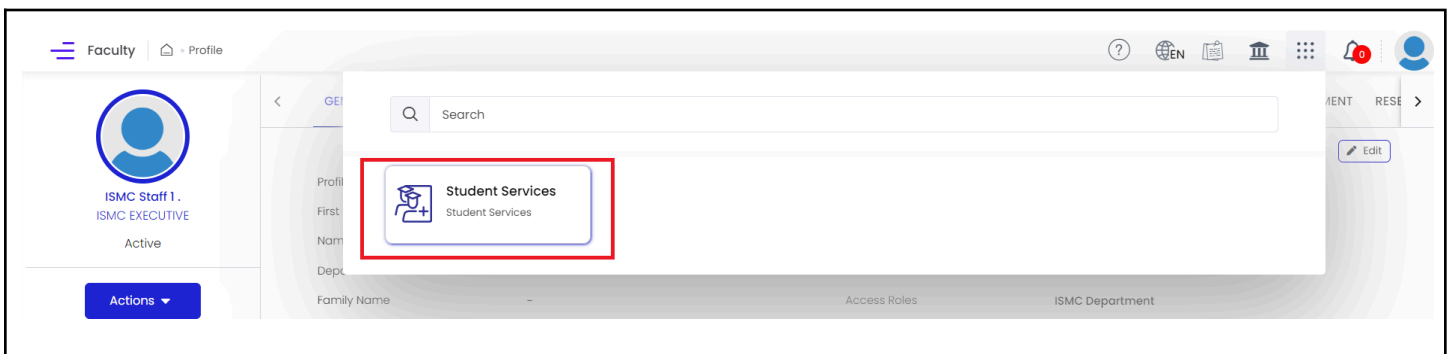 Faculty Profile
EN
0
Search
Student Services
Student Services
ISMC Staff 1 .
ISMC EXECUTIVE
Active
Actions
GEN
MENT RESE
Edit
Profil
First
Nam
Depa
Family Name - Access Roles ISMC Department